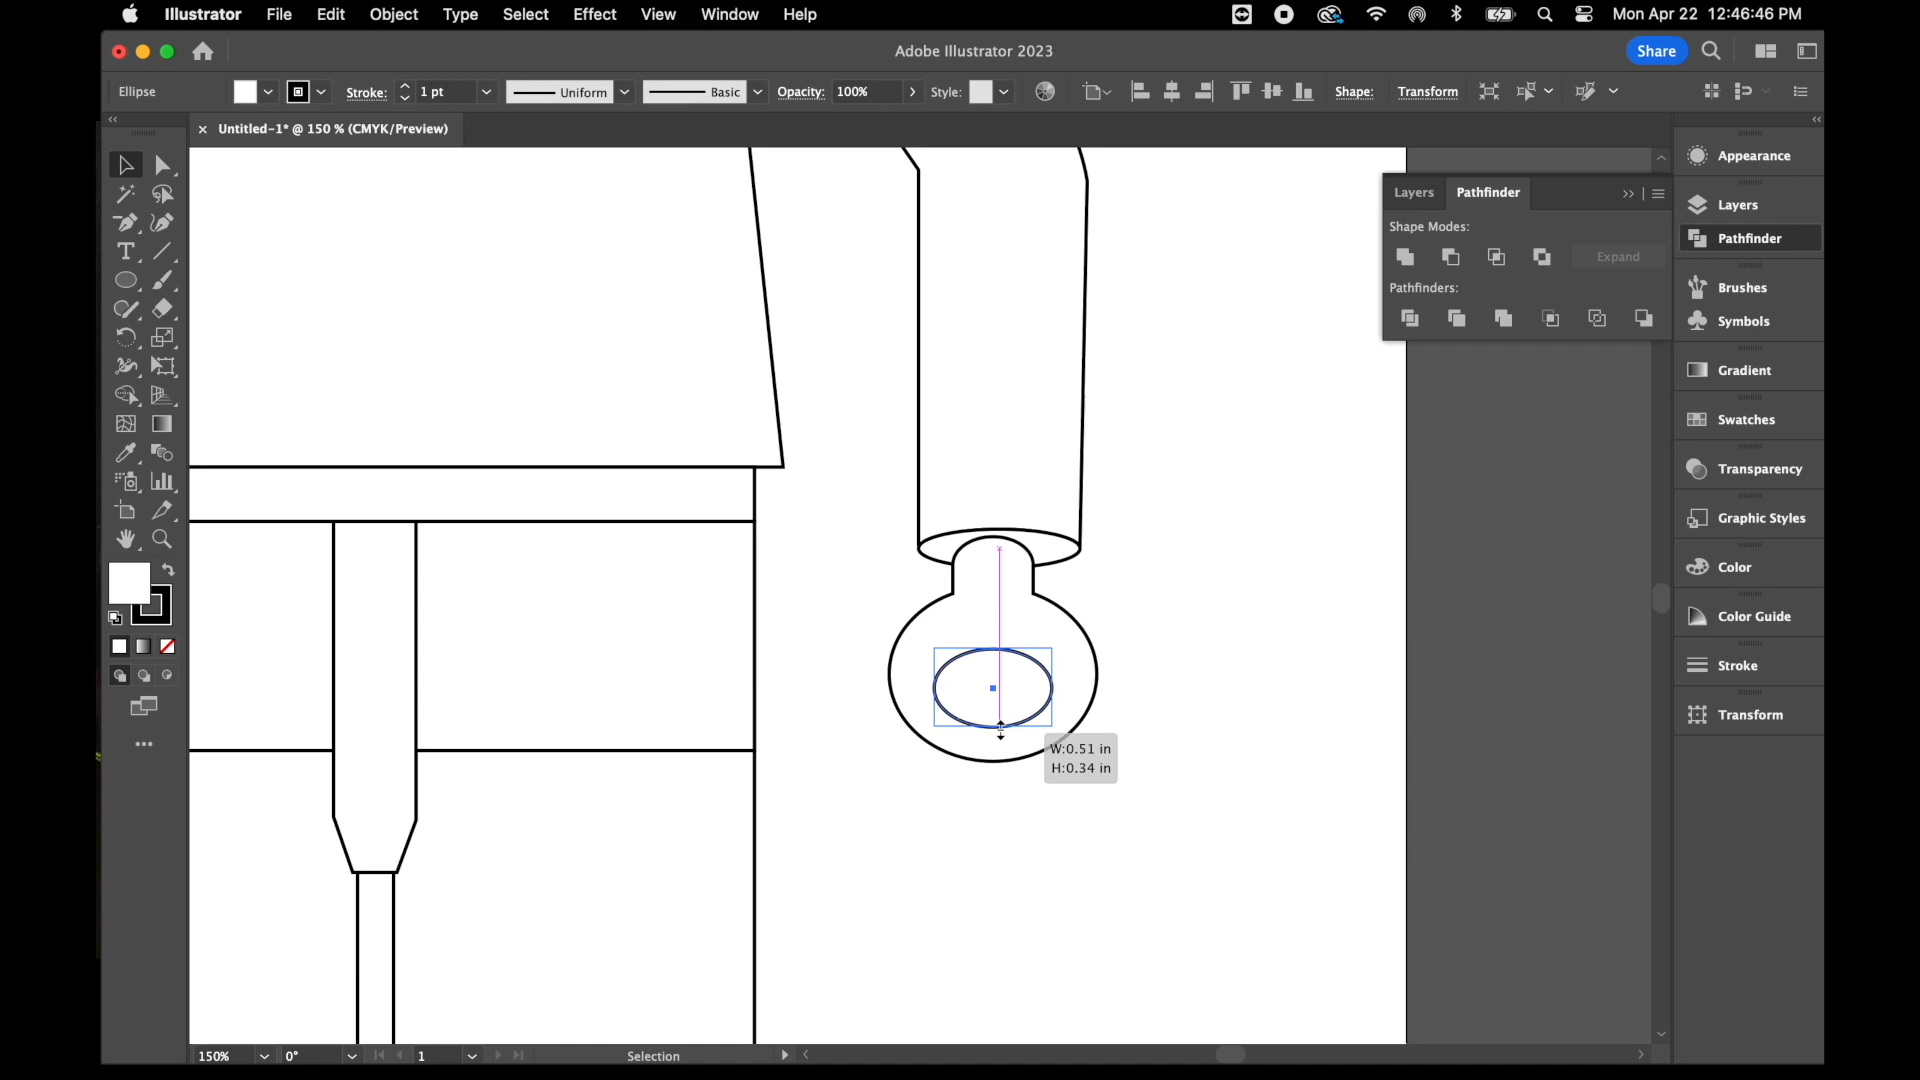 Illustrator File Edit Object Type Select Effect View Window Help Mon Apr 22 12:46:46 PM
Adobe Illustrator 2023 Share
Ellipse Stroke: 1 pt Uniform Basic Opacity: 100% Style: Shape: Transform
× Untitled-1* @ 150 % (CMYK/Preview)
Layers Pathfinder
Shape Modes:
Expand
Pathfinders:
Appearance
Layers
Pathfinder
Brushes
Symbols
Gradient
Swatches
Transparency
Graphic Styles
Color
Color Guide
Stroke
Transform
W:0.51 in
H:0.34 in
150% 0° 1 Selection